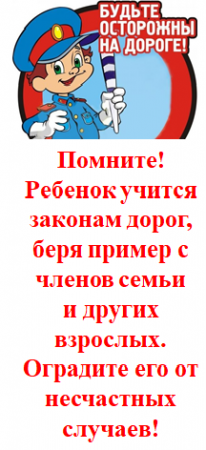 БУДЬТЕ
ОСТОРОЖНЫ
НА ДОРОГЕ!
Помните!
Ребенок учится
законам дорог,
беря пример с
членов семьи
и других
взрослых.
Оградите его от
несчастных
случаев!